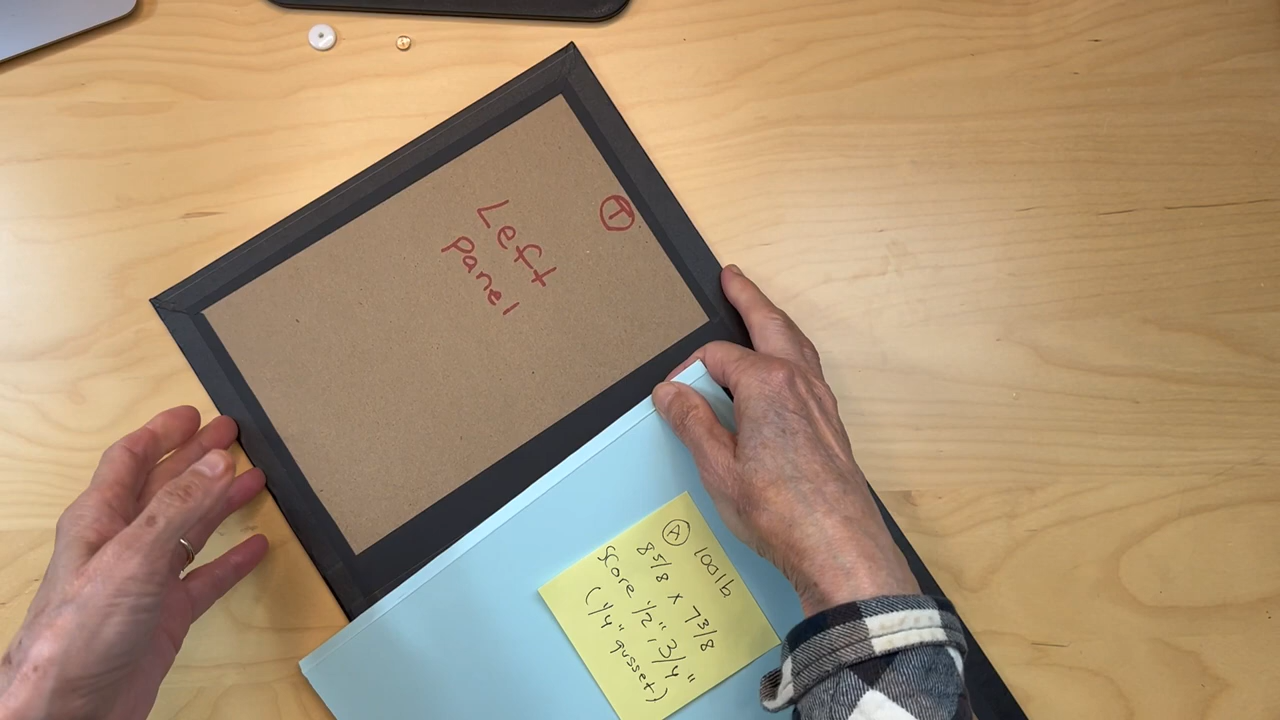 T
Left
panel
A 100lb
8 5/8 x 7 3/8
Score 1/2", 3/4"
(1/4" gusset)